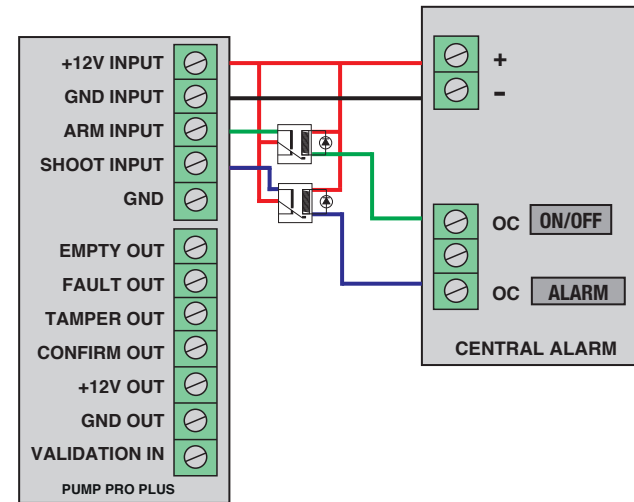 +12V INPUT
GND INPUT
ARM INPUT
SHOOT INPUT
GND
EMPTY OUT
FAULT OUT
TAMPER OUT
CONFIRM OUT
+12V OUT
GND OUT
VALIDATION IN
PUMP PRO PLUS
+
-
OC ON/OFF
OC ALARM
CENTRAL ALARM